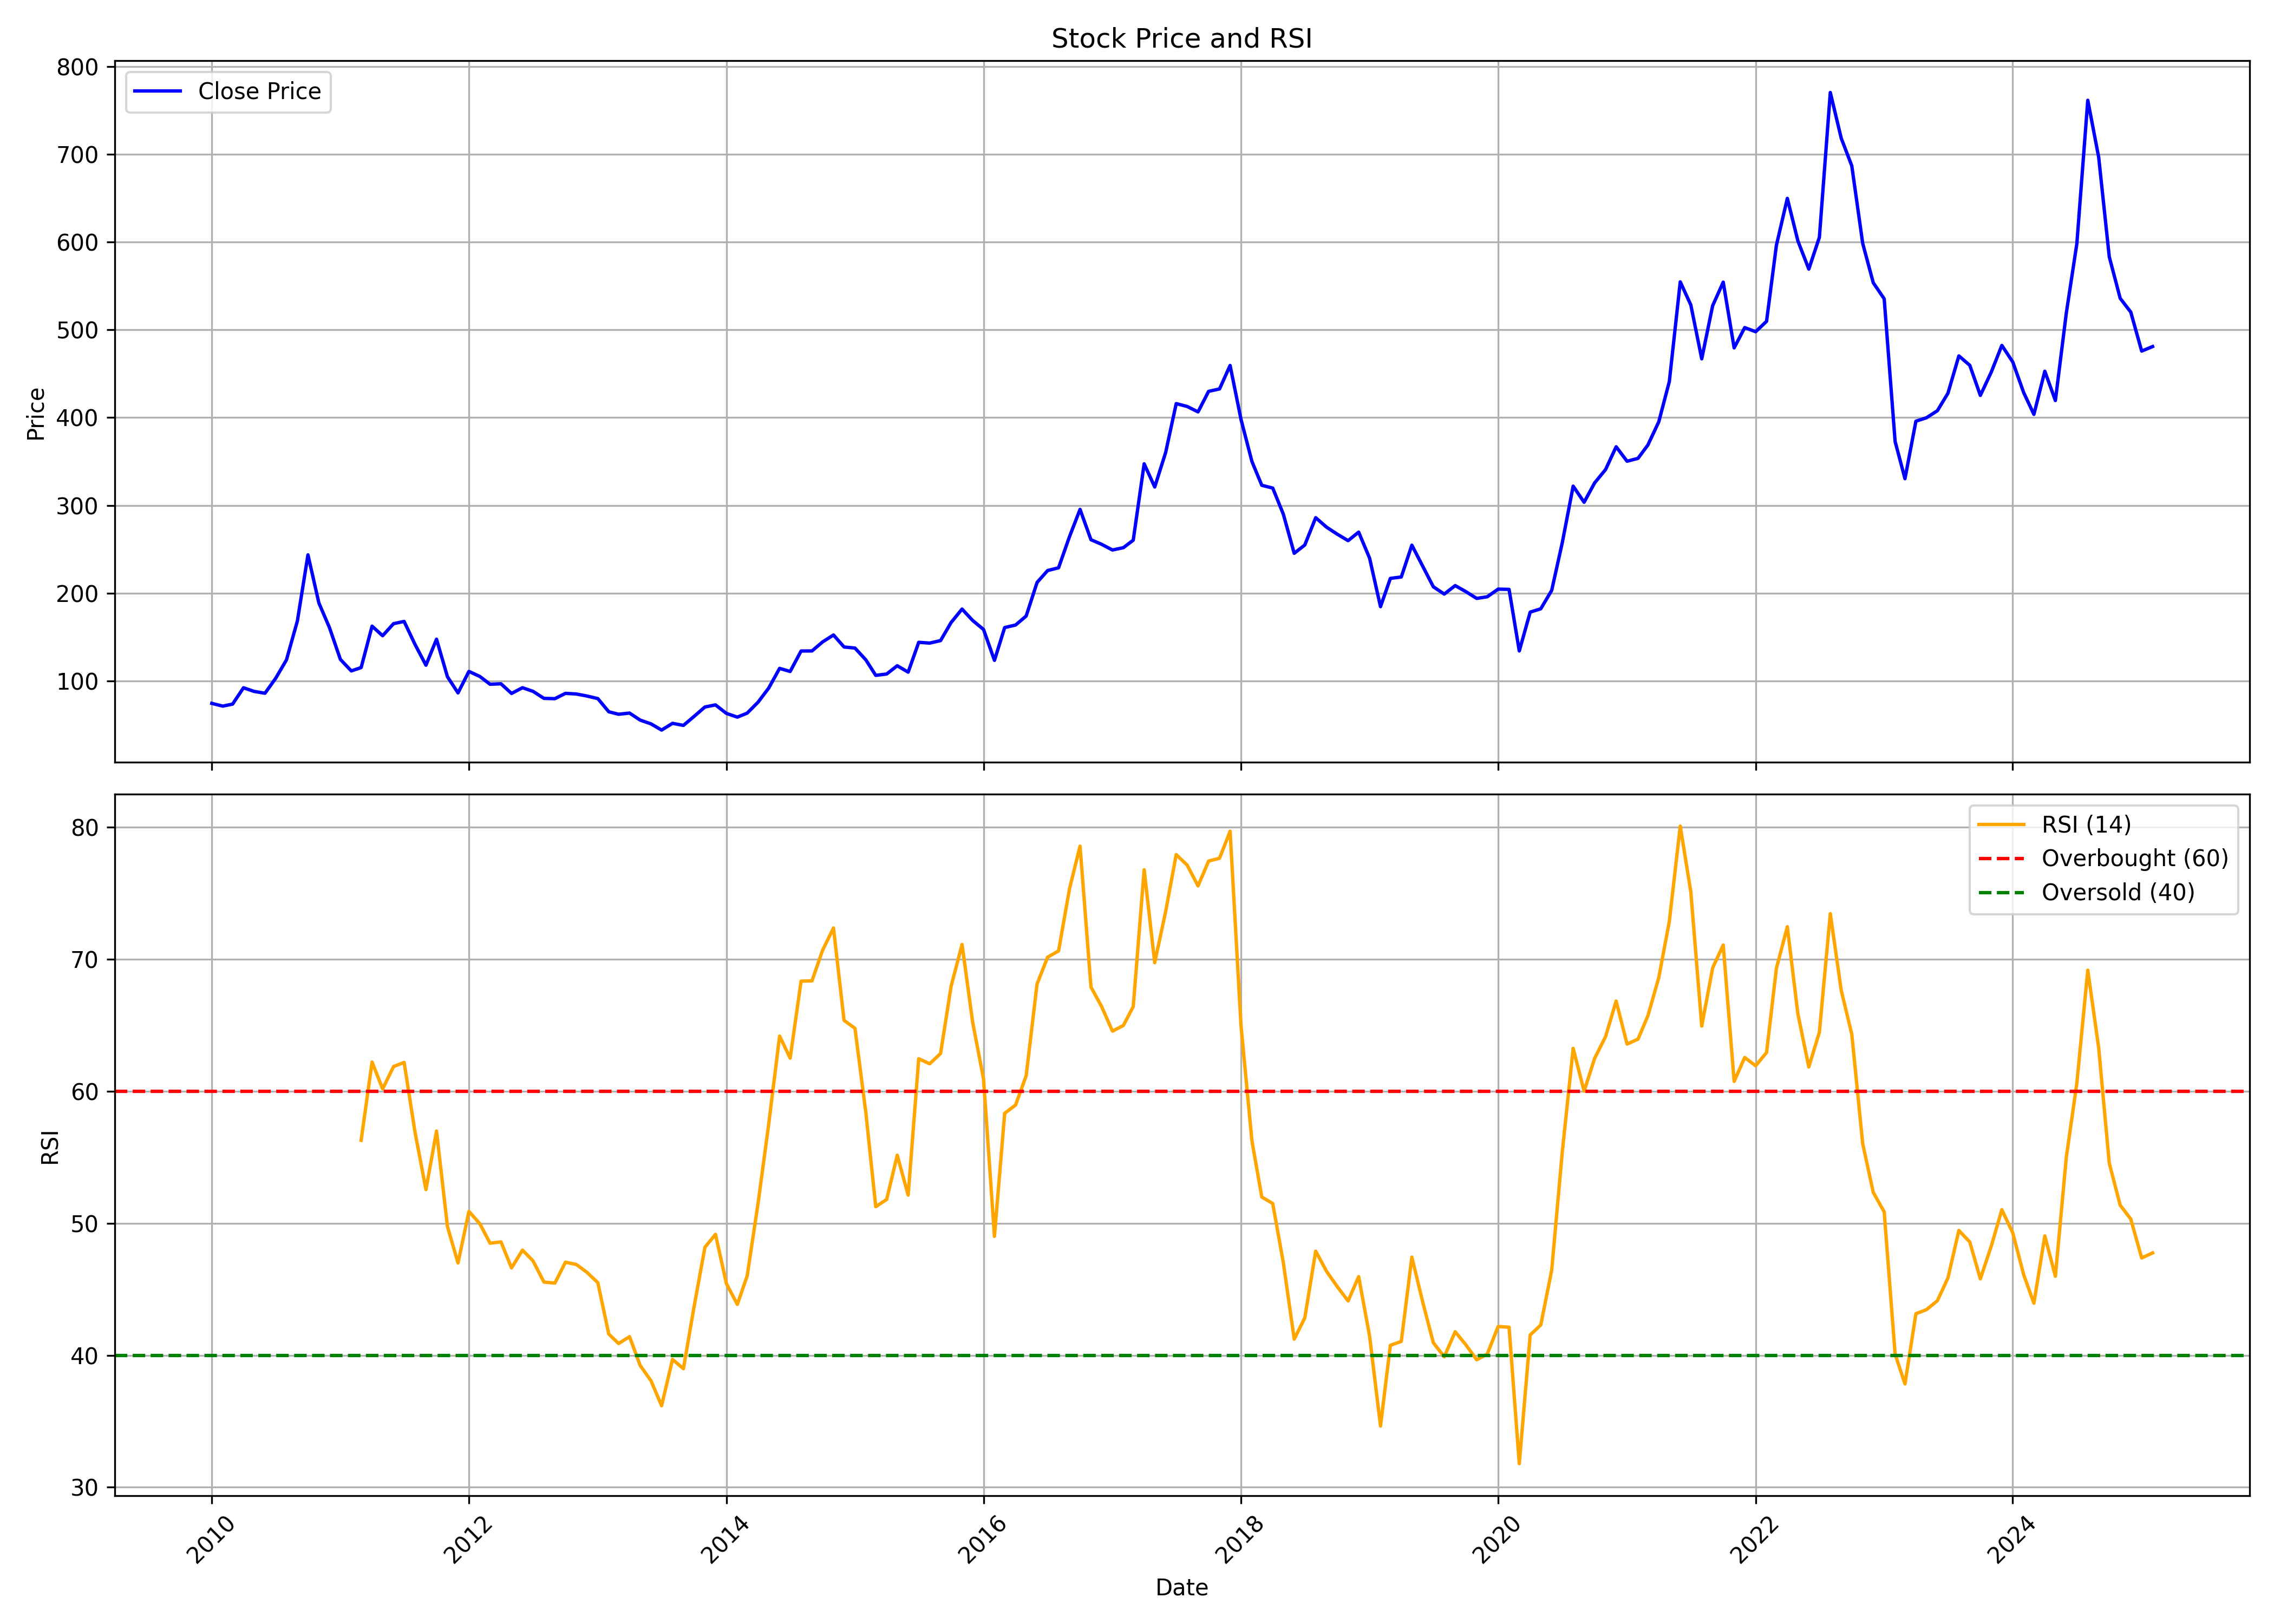 Stock Price and RSI
Close Price
800
700
600
500
400
300
200
100
Price
RSI (14)
Overbought (60)
Oversold (40)
80
70
60
50
40
30
RSI
2010
2012
2014
2016
2018
2020
2022
2024
Date